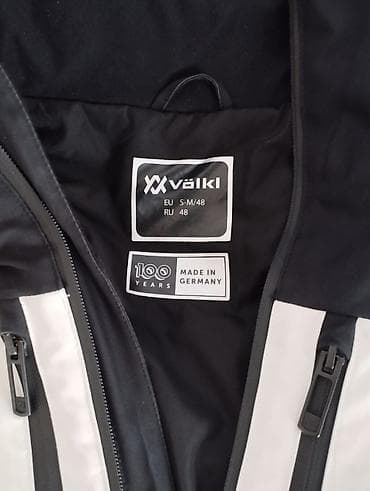 völkl
EU S-M/48
RU 48
100
YEARS
MADE IN
GERMANY